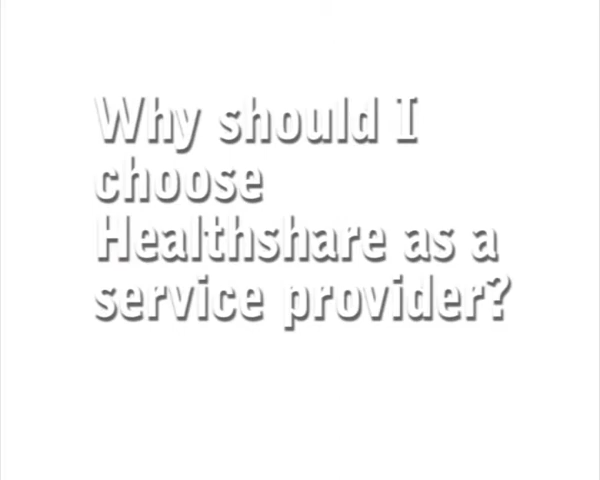 Why should I
choose
Healthshare as a
service provider?